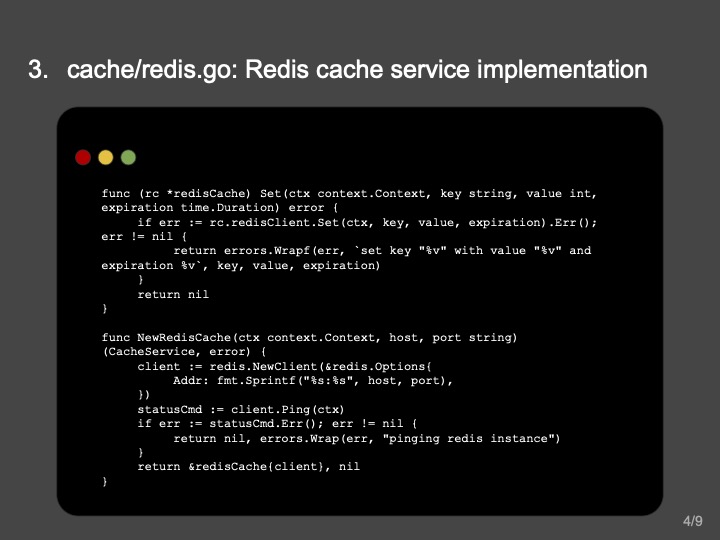 3. cache/redis.go: Redis cache service implementation
func (rc *redisCache) Set(ctx context.Context, key string, value int,
expiration time.Duration) error {
     if err := rc.redisClient.Set(ctx, key, value, expiration).Err();
err != nil {
          return errors.Wrapf(err, `set key "%v" with value "%v" and
expiration %v`, key, value, expiration)
     }
     return nil
}

func NewRedisCache(ctx context.Context, host, port string)
(CacheService, error) {
     client := redis.NewClient(&redis.Options{
          Addr: fmt.Sprintf("%s:%s", host, port),
     })
     statusCmd := client.Ping(ctx)
     if err := statusCmd.Err(); err != nil {
          return nil, errors.Wrap(err, "pinging redis instance")
     }
     return &redisCache{client}, nil
}
4/9